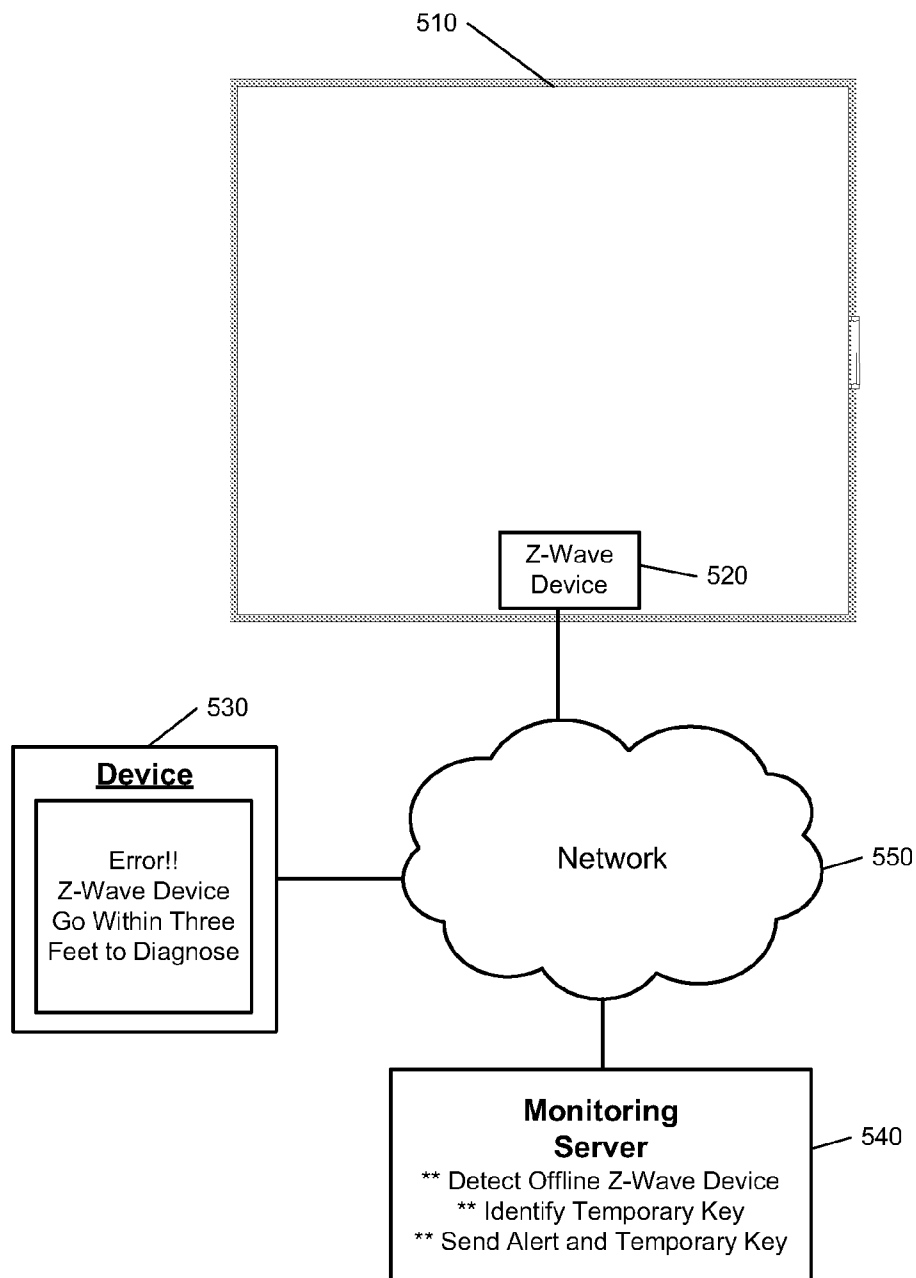 510
Z-Wave
Device
520
530
Device
Error!!
Z-Wave Device
Go Within Three
Feet to Diagnose
Network
550
Monitoring
Server
** Detect Offline Z-Wave Device
** Identify Temporary Key
** Send Alert and Temporary Key
540